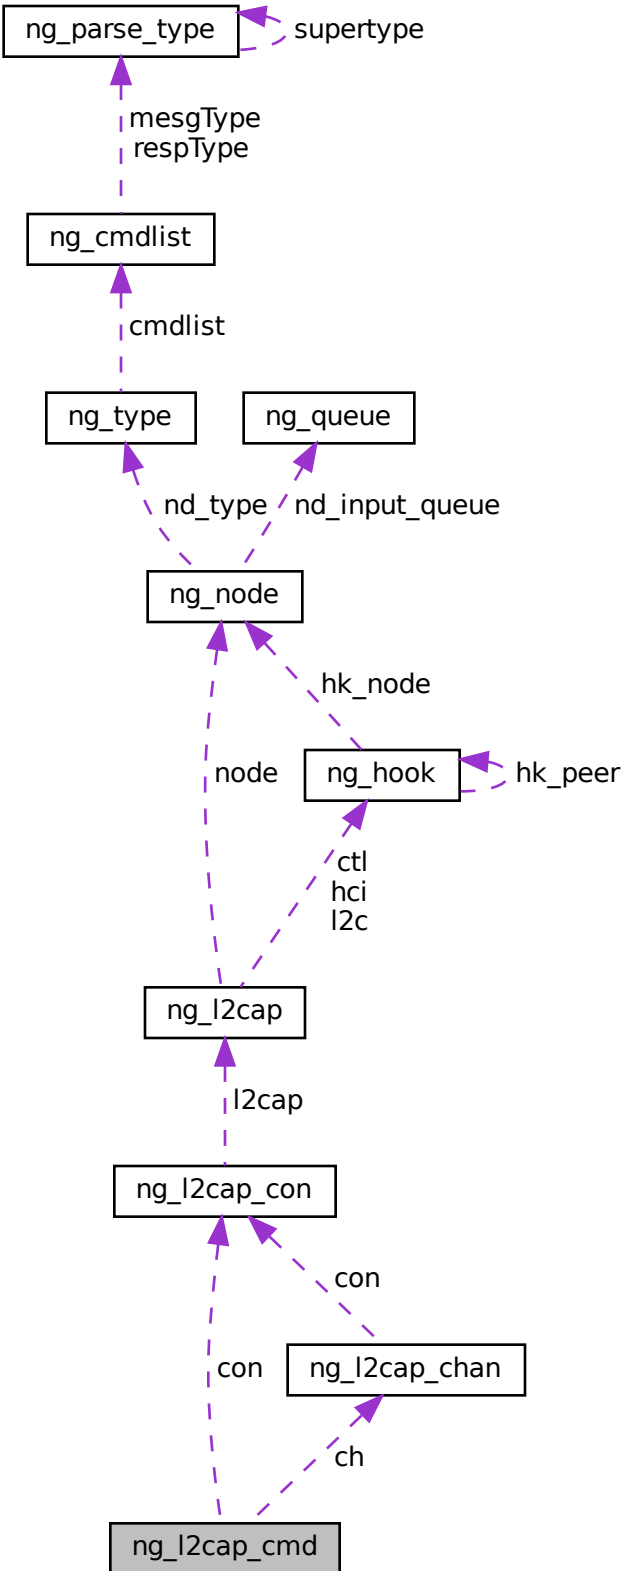 ng_parse_type
supertype
mesgType
respType
ng_cmdlist
cmdlist
ng_type
ng_queue
nd_type
nd_input_queue
ng_node
hk_node
node
ng_hook
hk_peer
ctl
hci
l2c
ng_l2cap
l2cap
ng_l2cap_con
con
con
ng_l2cap_chan
ch
ng_l2cap_cmd